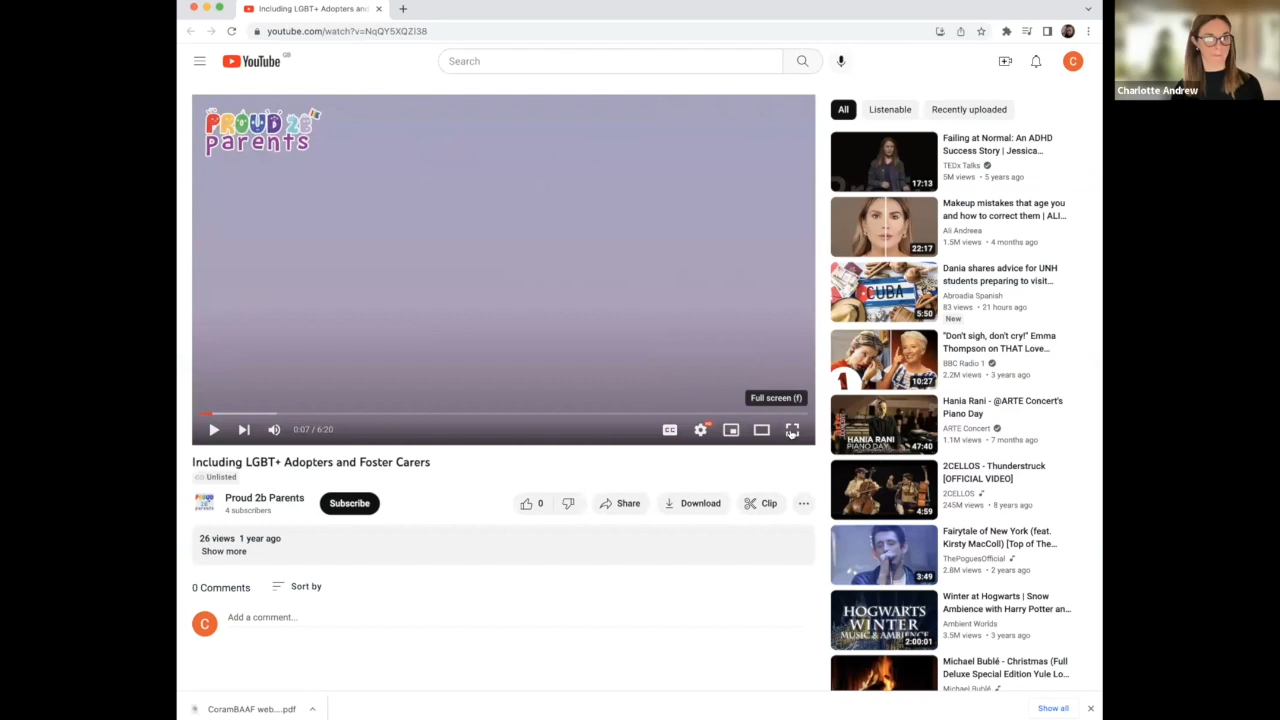 Including LGBT+ Adopters and
youtube.com/watch?v=NqQY5XQZI38
YouTube GB
Search
C
Charlotte Andrew
PROUD 2B
parents
Full screen (f)
0:07 / 6:20
CC
Including LGBT+ Adopters and Foster Carers
Unlisted
Proud 2b Parents
4 subscribers
Subscribe
0
Share
Download
Clip
26 views 1 year ago
Show more
0 Comments
Sort by
C
Add a comment...
All
Listenable
Recently uploaded
17:13
Failing at Normal: An ADHD
Success Story | Jessica...
TEDx Talks
5M views • 5 years ago
22:17
Makeup mistakes that age you
and how to correct them | ALI...
Ali Andreea
1.5M views • 4 months ago
CUBA
5:50
Dania shares advice for UNH
students preparing to visit...
Abroadia Spanish
83 views • 21 hours ago
New
1
10:27
"Don't sigh, don't cry!" Emma
Thompson on THAT Love...
BBC Radio 1
2.2M views • 3 years ago
HANIA RANI
PIANO DAY
47:40
Hania Rani - @ARTE Concert's
Piano Day
ARTE Concert
1.1M views • 7 months ago
4:59
2CELLOS - Thunderstruck
[OFFICIAL VIDEO]
2CELLOS
245M views • 8 years ago
3:49
Fairytale of New York (feat.
Kirsty MacColl) [Top of The...
ThePoguesOfficial
2.8M views • 2 years ago
HOGWARTS
WINTER
MUSIC & AMBIENCE
2:00:01
Winter at Hogwarts | Snow
Ambience with Harry Potter an...
Ambient Worlds
3.5M views • 3 years ago
Michael Bublé - Christmas (Full
Deluxe Special Edition Yule Lo...
Michael Bublé
CoramBAAF web....pdf
Show all